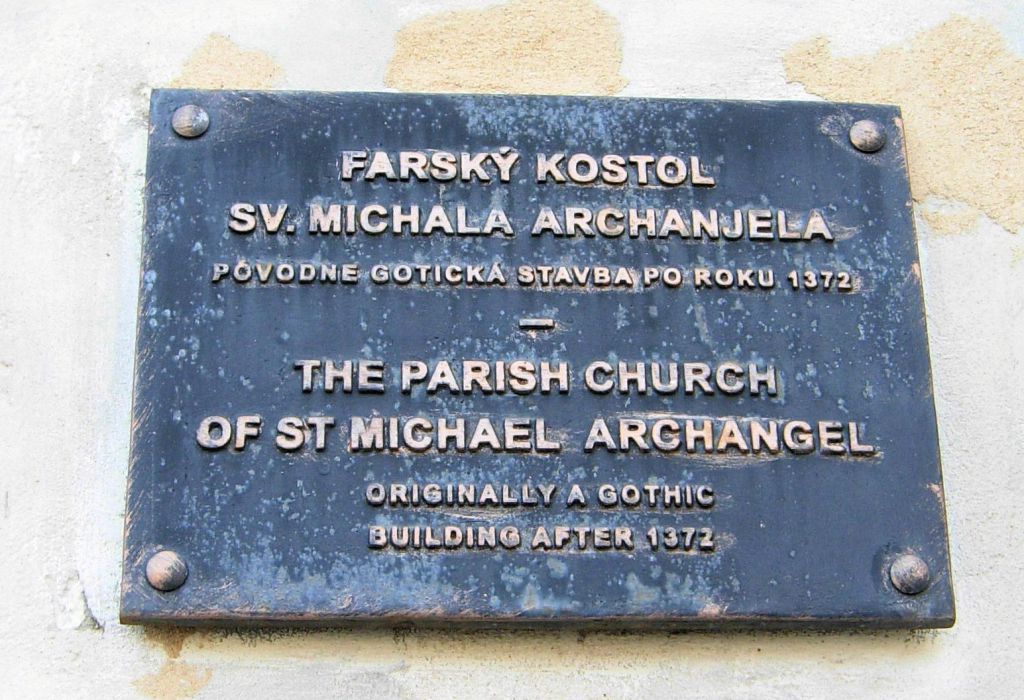 FARSKÝ KOSTOL
SV. MICHALA ARCHANJELA
PÔVODNE GOTICKÁ STAVBA PO ROKU 1372
–
THE PARISH CHURCH
OF ST MICHAEL ARCHANGEL
ORIGINALLY A GOTHIC
BUILDING AFTER 1372